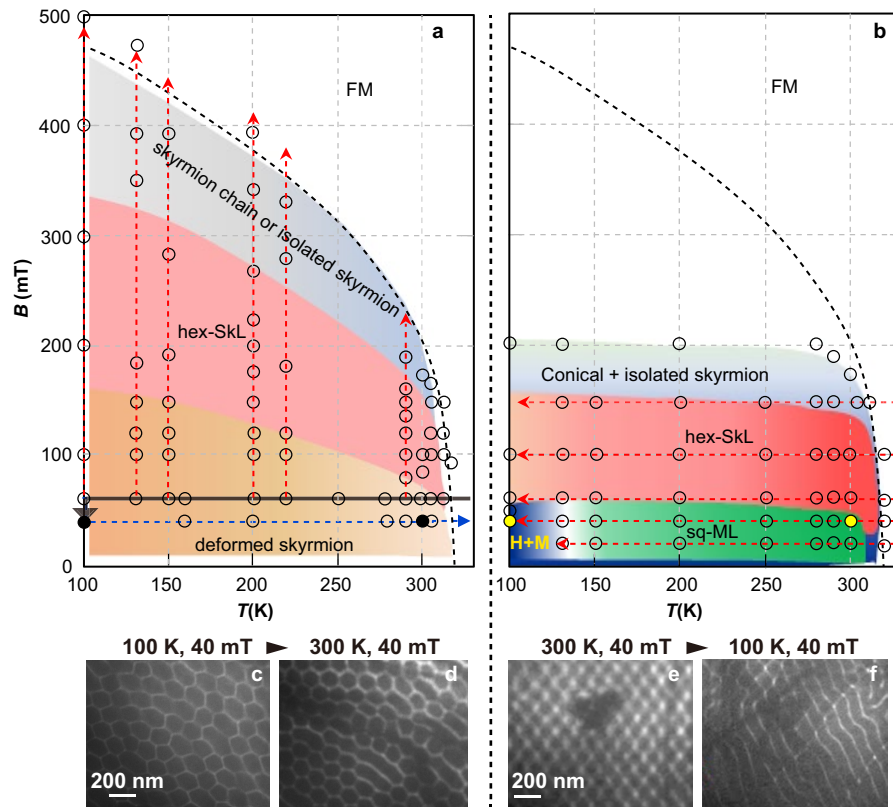 a
b
500
400
300
200
100
0
B (mT)
FM
skyrmion chain or isolated skyrmion
hex-SkL
deformed skyrmion
100 150 200 250 300
T(K)
FM
Conical + isolated skyrmion
hex-SkL
sq-ML
H+M
100 150 200 250 300
T(K)
100 K, 40 mT ► 300 K, 40 mT
300 K, 40 mT ► 100 K, 40 mT
c
d
e
f
200 nm
200 nm